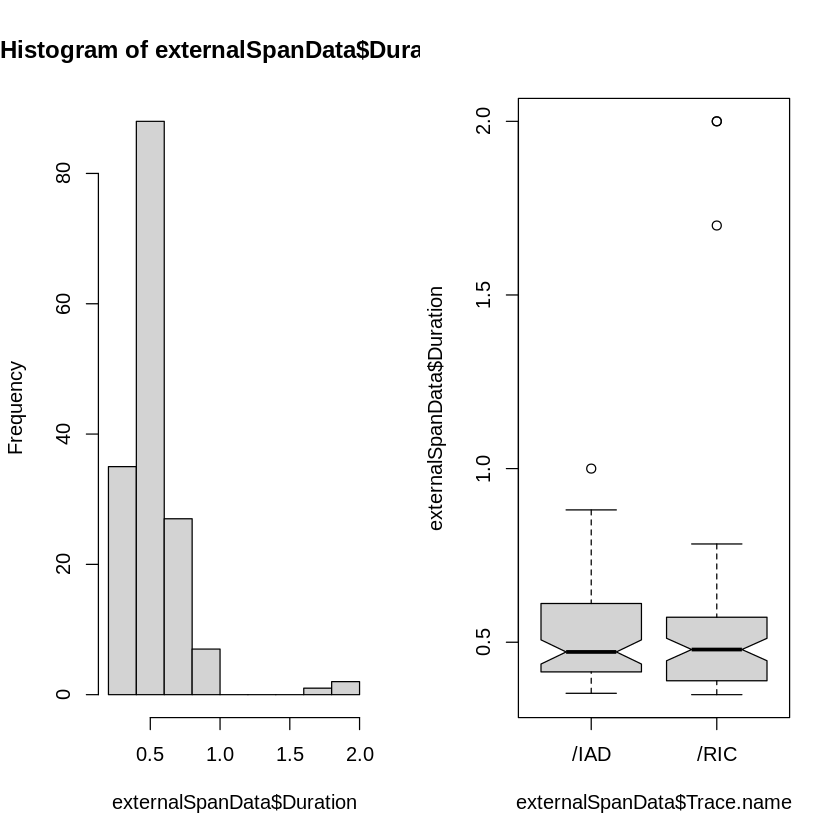 Histogram of externalSpanData$Dura
Frequency
0
20
40
60
80
0.5
1.0
1.5
2.0
externalSpanData$Duration
externalSpanData$Duration
0.5
1.0
1.5
2.0
/IAD
/RIC
externalSpanData$Trace.name